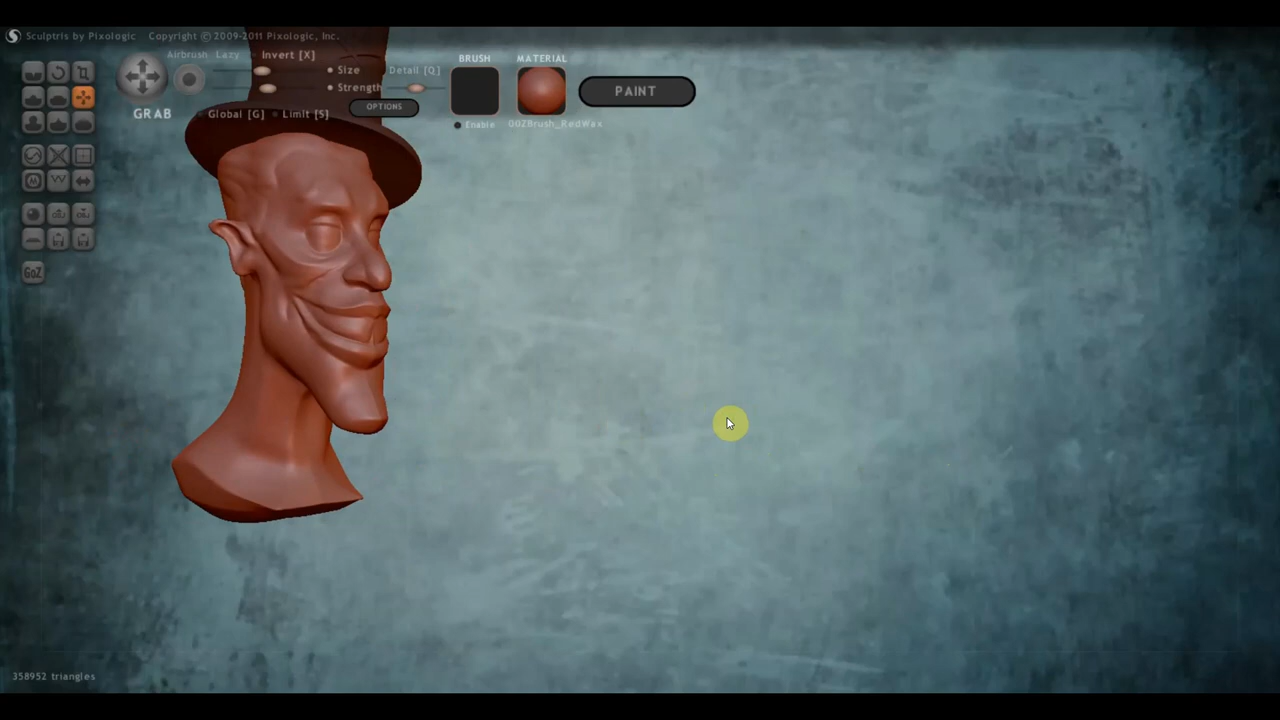 Sculptris by Pixologic Copyright © 2009-2011 Pixologic, Inc.
Airbrush Lazy Invert [X]
Size Detail [Q]
Strength
GRAB Global [G] Limit [S] OPTIONS
BRUSH MATERIAL
Enable GOZBrush_RedWax
PAINT
GoZ
358952 triangles